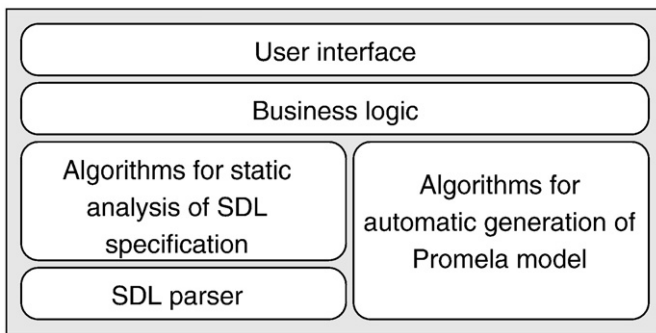 User interface
Business logic
Algorithms for static
analysis of SDL
specification
SDL parser
Algorithms for
automatic generation of
Promela model